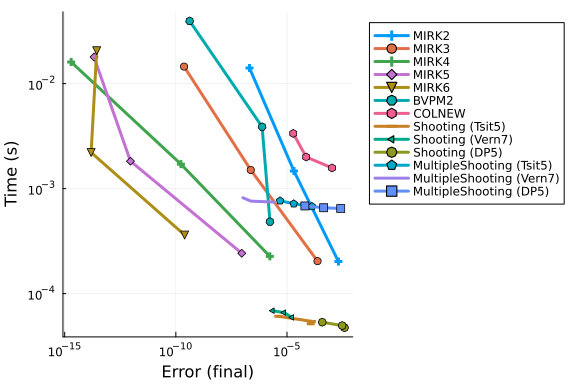 MIRK2
MIRK3
MIRK4
MIRK5
MIRK6
BVPM2
COLNEW
Shooting (Tsit5)
Shooting (Vern7)
Shooting (DP5)
MultipleShooting (Tsit5)
MultipleShooting (Vern7)
MultipleShooting (DP5)
Time (s)
10⁻²
10⁻³
10⁻⁴
10⁻¹⁵ 10⁻¹⁰ 10⁻⁵
Error (final)